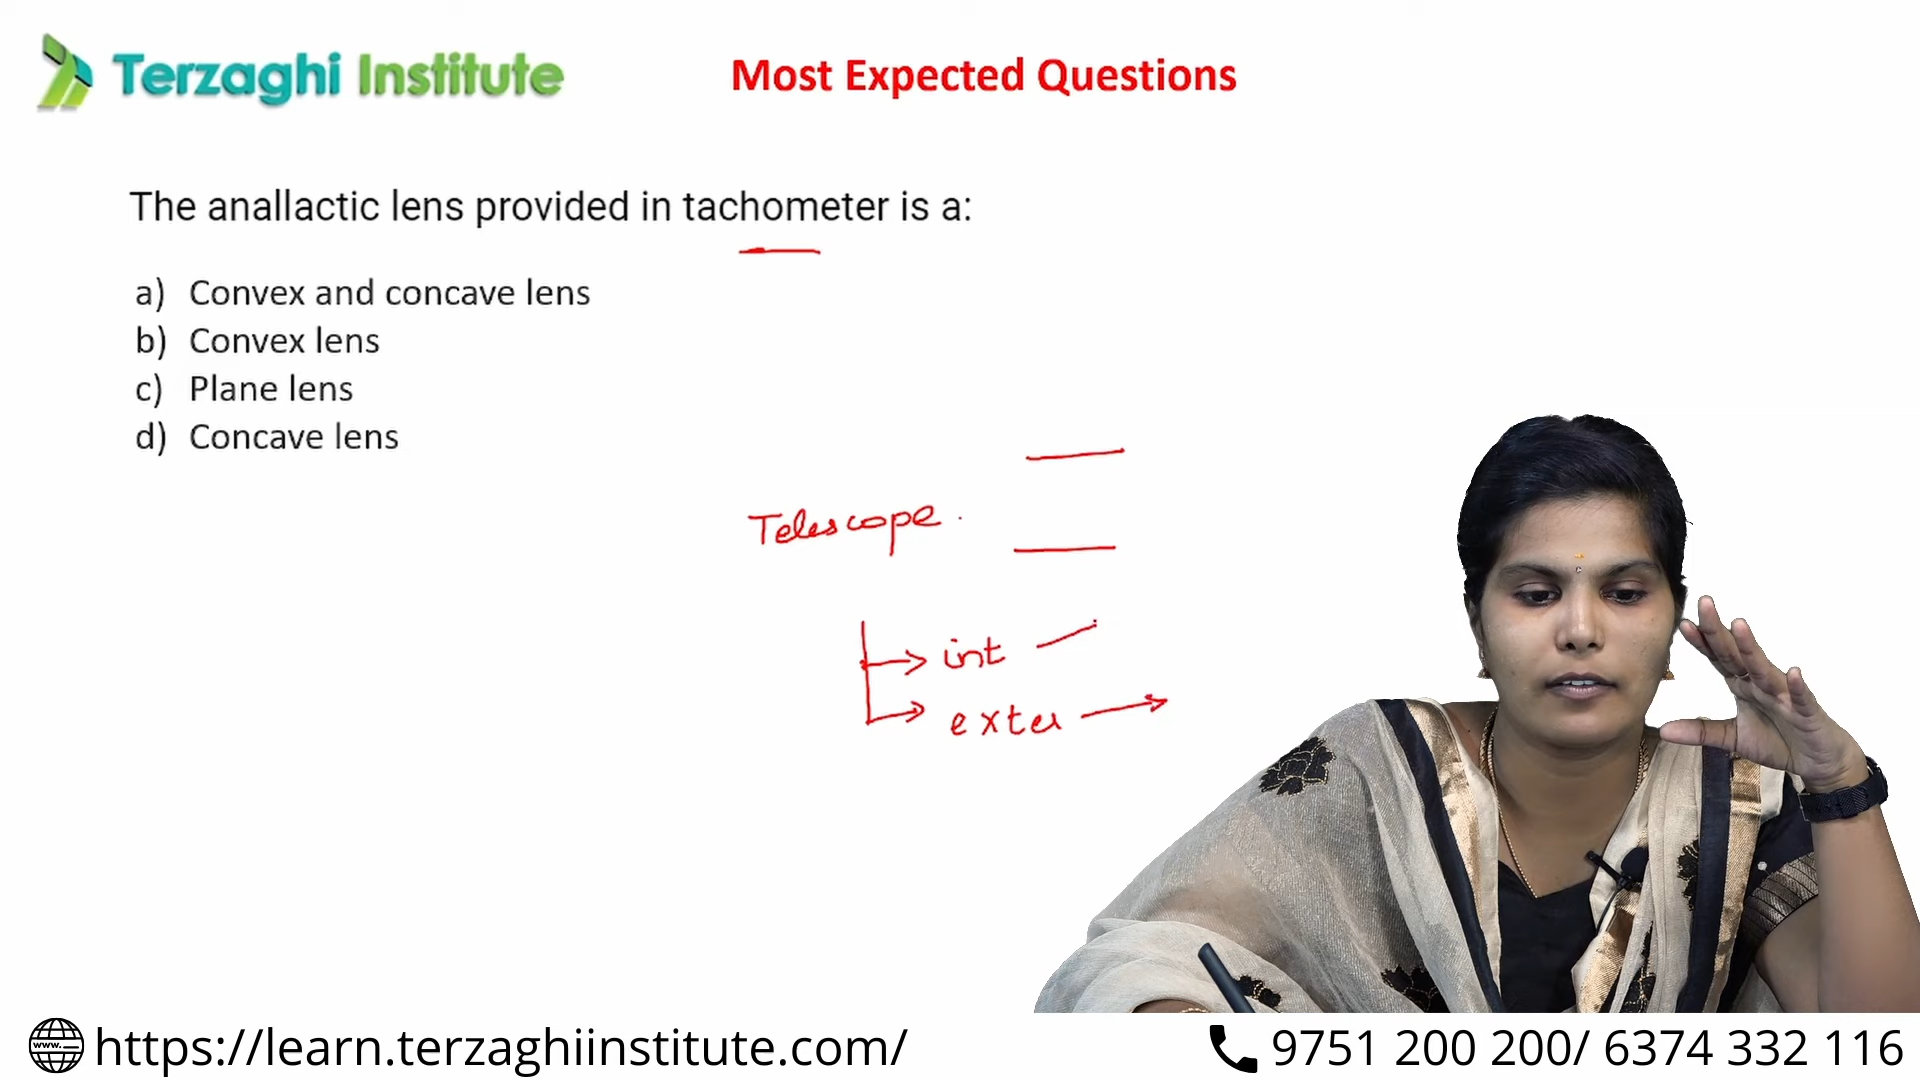 Terzaghi Institute
Most Expected Questions
The anallactic lens provided in tachometer is a:
a) Convex and concave lens
b) Convex lens
c) Plane lens
d) Concave lens
Telescope.
int
exter
www.
https://learn.terzaghiinstitute.com/
9751 200 200/ 6374 332 116